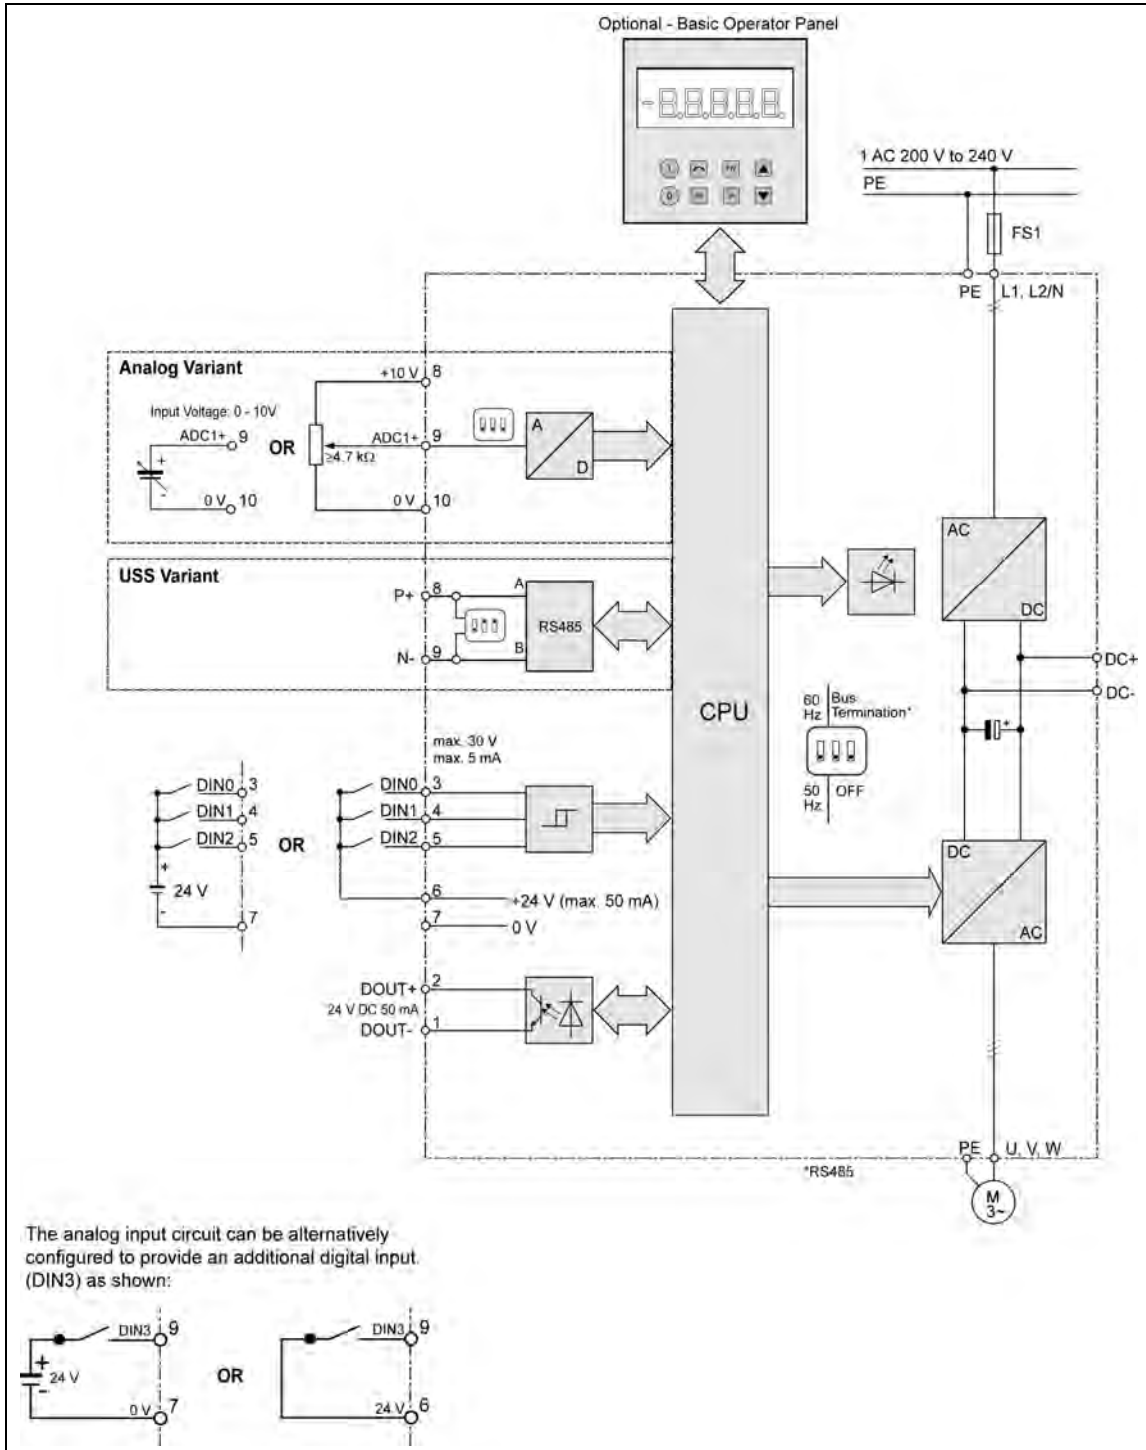 Optional - Basic Operator Panel
1 AC 200 V to 240 V
PE
FS1
PE
L1, L2/N
Analog Variant
Input Voltage: 0 - 10V
ADC1+ 9
0 V 10
OR
+10 V 8
≥4.7 kΩ
ADC1+ 9
0 V 10
A
D
USS Variant
P+ 8
N- 9
A
B
RS485
CPU
AC
DC
DC+
DC-
60 Hz
Bus Termination*
50 Hz
OFF
max. 30 V
max. 5 mA
DIN0 3
DIN1 4
DIN2 5
+
24 V
-
7
OR
DIN0 3
DIN1 4
DIN2 5
6 +24 V (max. 50 mA)
7 0 V
DC
AC
DOUT+ 2
24 V DC 50 mA
DOUT- 1
PE
U, V, W
*RS485
M
3~
The analog input circuit can be alternatively
configured to provide an additional digital input
(DIN3) as shown:
DIN3 9
+
24 V
-
0 V 7
OR
DIN3 9
24 V 6